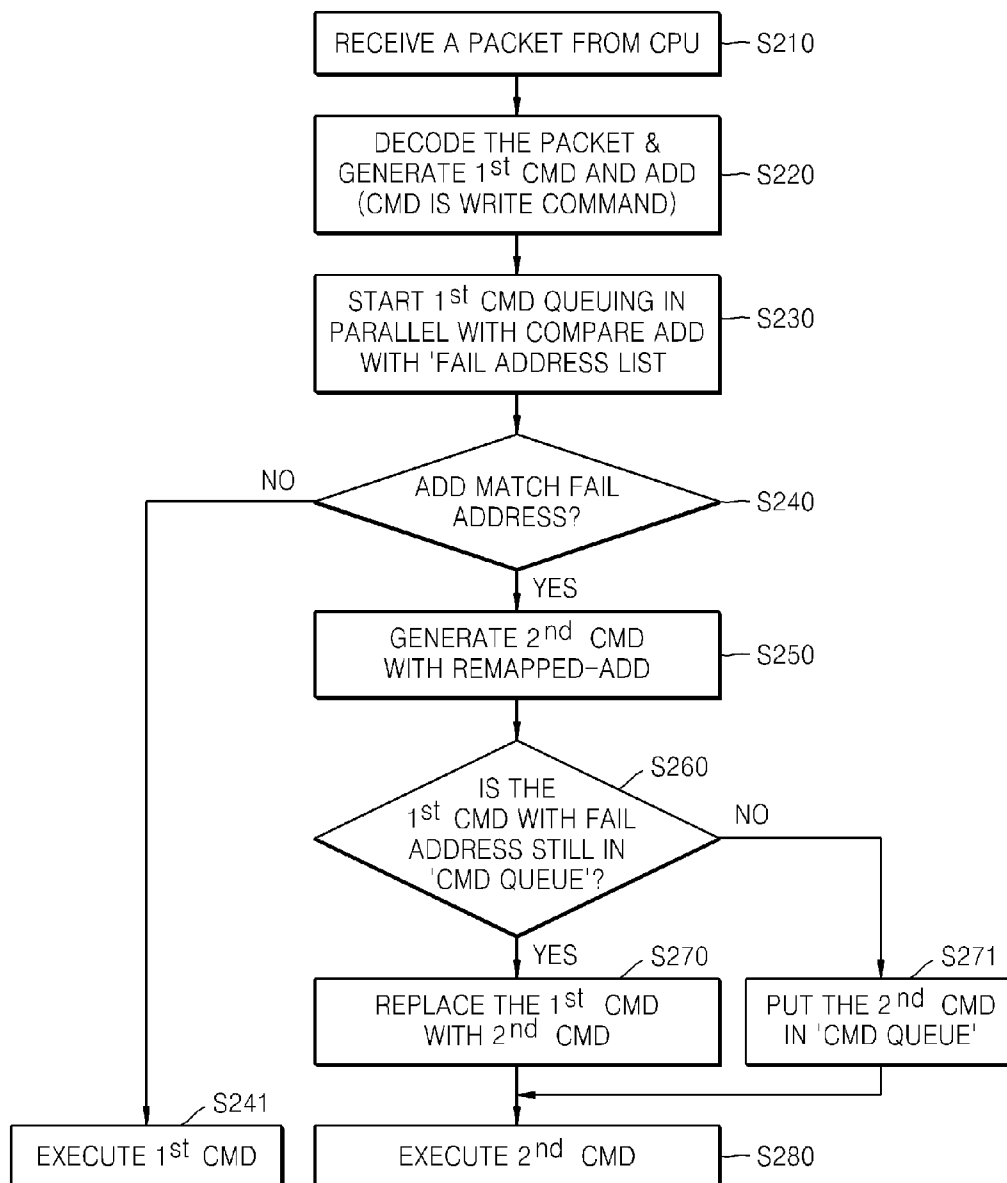 RECEIVE A PACKET FROM CPU
S210
DECODE THE PACKET &
GENERATE 1st CMD AND ADD
(CMD IS WRITE COMMAND)
S220
START 1st CMD QUEUING IN
PARALLEL WITH COMPARE ADD
WITH 'FAIL ADDRESS LIST
S230
NO
ADD MATCH FAIL
ADDRESS?
S240
YES
GENERATE 2nd CMD
WITH REMAPPED-ADD
S250
S260
IS THE
1st CMD WITH FAIL
ADDRESS STILL IN
'CMD QUEUE'?
NO
YES
S270
REPLACE THE 1st CMD
WITH 2nd CMD
S271
PUT THE 2nd CMD
IN 'CMD QUEUE'
S241
EXECUTE 1st CMD
EXECUTE 2nd CMD
S280